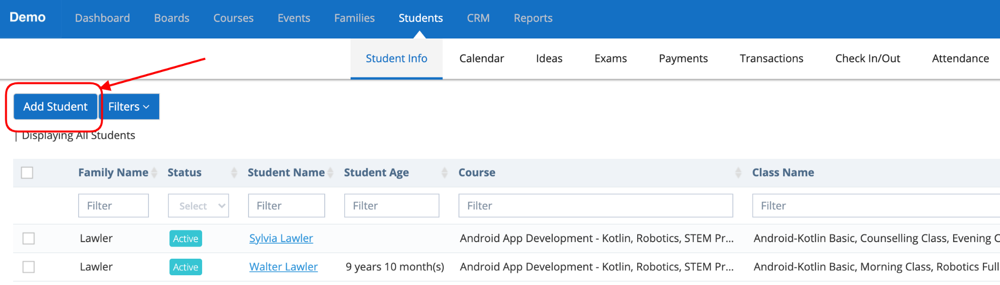 Demo Dashboard Boards Courses Events Families Students CRM Reports
Student Info Calendar Ideas Exams Payments Transactions Check In/Out Attendance
Add Student Filters
| Displaying All Students
Family Name Status Student Name Student Age Course Class Name
Filter Select Filter Filter Filter Filter
Lawler Active Sylvia Lawler Android App Development - Kotlin, Robotics, STEM Pr... Android-Kotlin Basic, Counselling Class, Evening C
Lawler Active Walter Lawler 9 years 10 month(s) Android App Development - Kotlin, Robotics, STEM Pr... Android-Kotlin Basic, Morning Class, Robotics Full